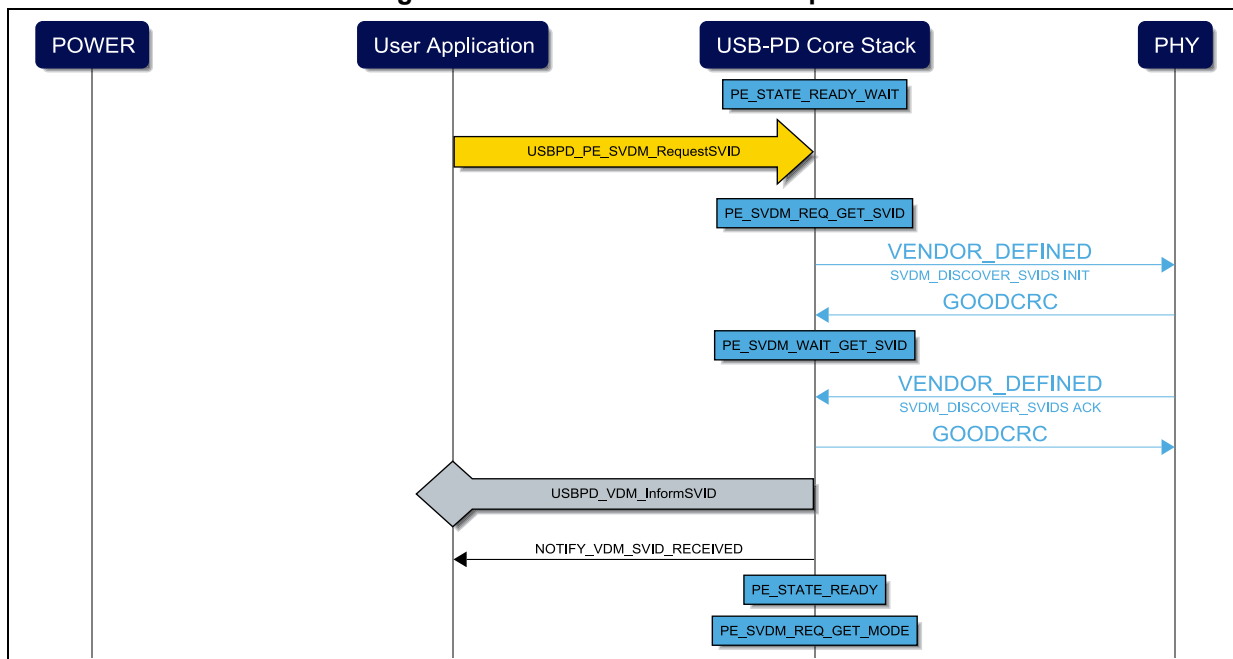 POWER
User Application
USB-PD Core Stack
PHY
PE_STATE_READY_WAIT
USBPD_PE_SVDM_RequestSVID
PE_SVDM_REQ_GET_SVID
VENDOR_DEFINED
SVDM_DISCOVER_SVIDS INIT
GOODCRC
PE_SVDM_WAIT_GET_SVID
VENDOR_DEFINED
SVDM_DISCOVER_SVIDS ACK
GOODCRC
USBPD_VDM_InformSVID
NOTIFY_VDM_SVID_RECEIVED
PE_STATE_READY
PE_SVDM_REQ_GET_MODE